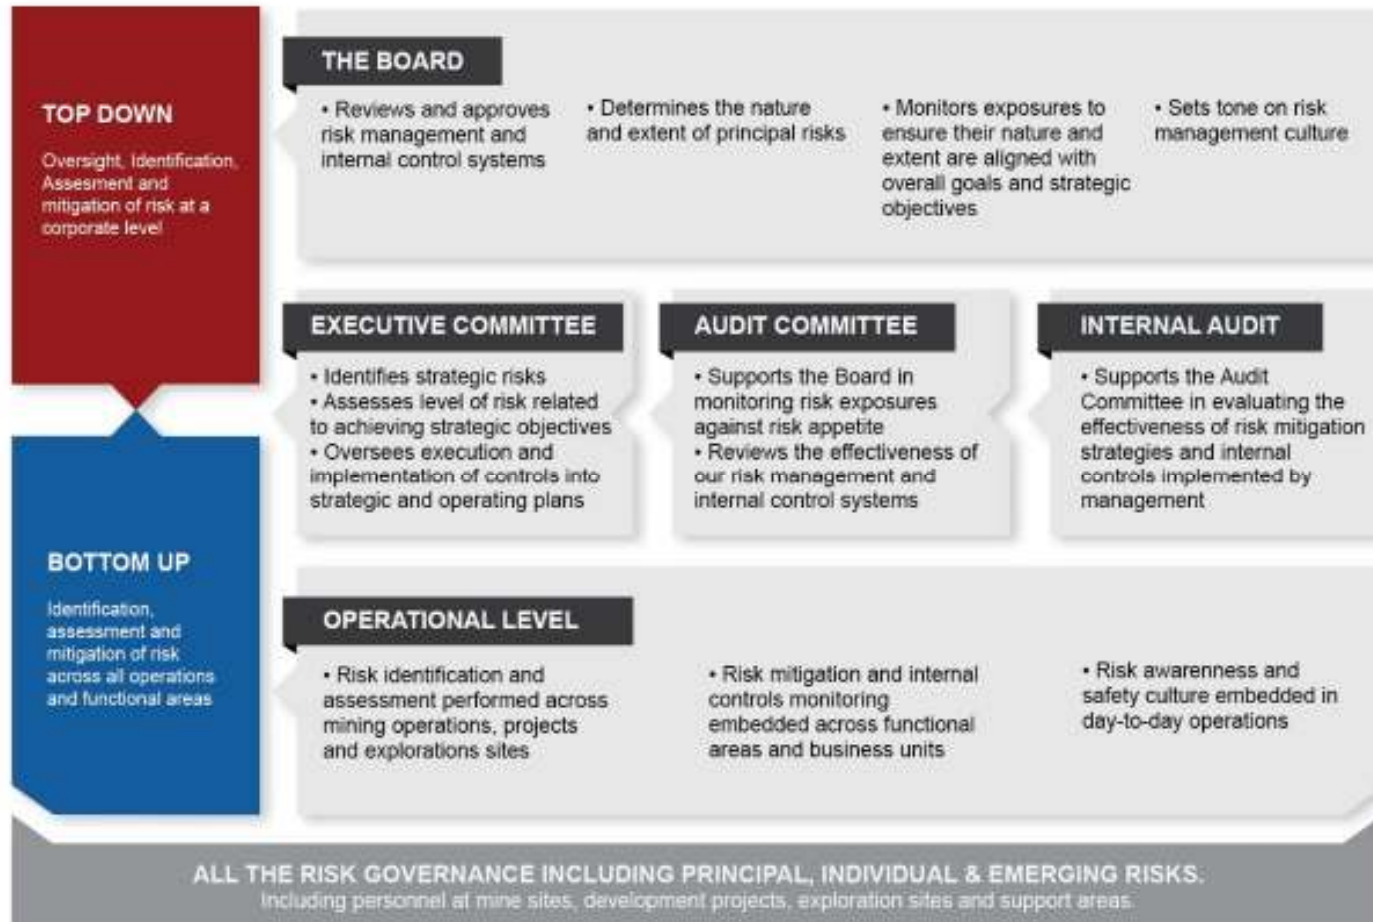 TOP DOWN
Oversight, Identification,
Assesment and
mitigation of risk at a
corporate level
THE BOARD
• Reviews and approves
risk management and
internal control systems
• Determines the nature
and extent of principal risks
• Monitors exposures to
ensure their nature and
extent are aligned with
overall goals and strategic
objectives
• Sets tone on risk
management culture
EXECUTIVE COMMITTEE
• Identifies strategic risks
• Assesses level of risk related
to achieving strategic objectives
• Oversees execution and
implementation of controls into
strategic and operating plans
AUDIT COMMITTEE
• Supports the Board in
monitoring risk exposures
against risk appetite
• Reviews the effectiveness of
our risk management and
internal control systems
INTERNAL AUDIT
• Supports the Audit
Committee in evaluating the
effectiveness of risk mitigation
strategies and internal
controls implemented by
management
BOTTOM UP
Identification,
assessment and
mitigation of risk
across all operations
and functional areas
OPERATIONAL LEVEL
• Risk identification and
assessment performed across
mining operations, projects
and explorations sites
• Risk mitigation and internal
controls monitoring
embedded across functional
areas and business units
• Risk awarenness and
safety culture embedded in
day-to-day operations
ALL THE RISK GOVERNANCE INCLUDING PRINCIPAL, INDIVIDUAL & EMERGING RISKS.
Including personnel at mine sites, development projects, exploration sites and support areas.